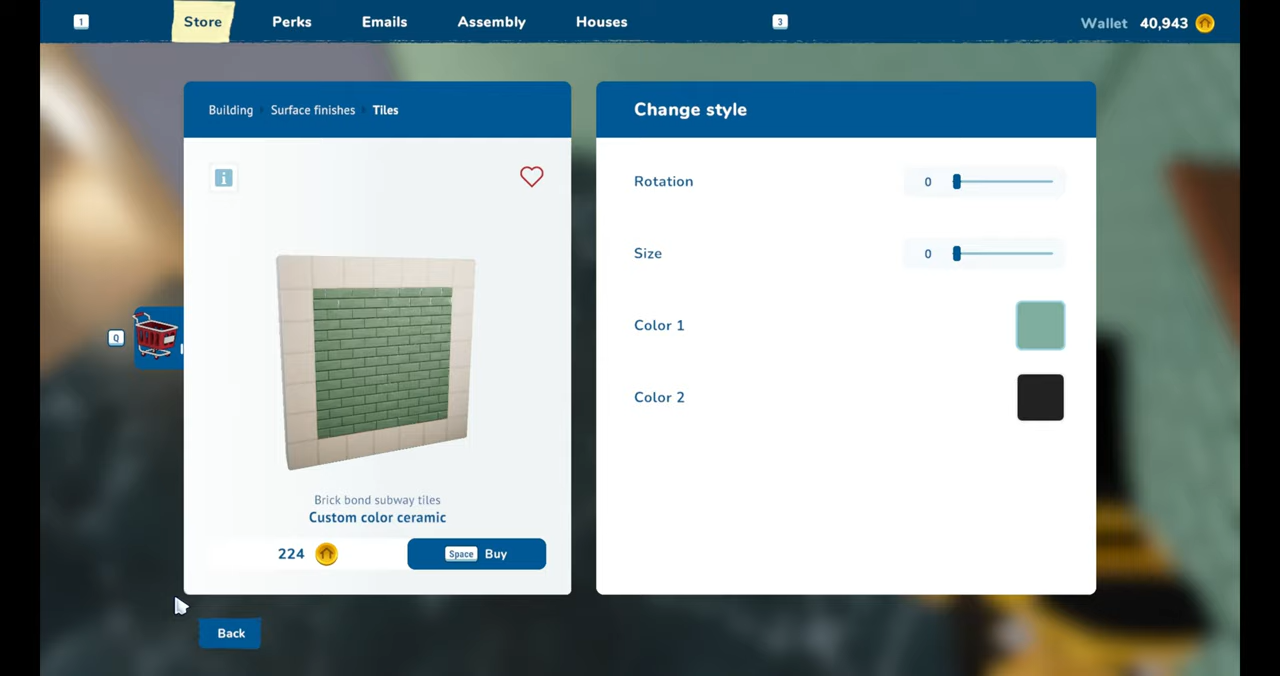 1 Store Perks Emails Assembly Houses 3 Wallet 40,943
Building Surface finishes Tiles
i
Brick bond subway tiles
Custom color ceramic
224 Space Buy
Q
Back
Change style
Rotation 0
Size 0
Color 1
Color 2